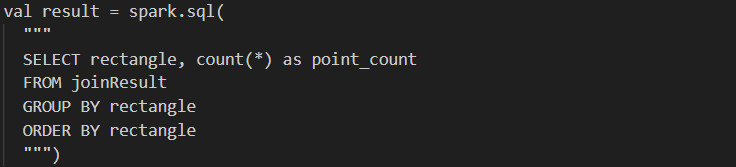 val result = spark.sql(
"""
SELECT rectangle, count(*) as point_count
FROM joinResult
GROUP BY rectangle
ORDER BY rectangle
""")